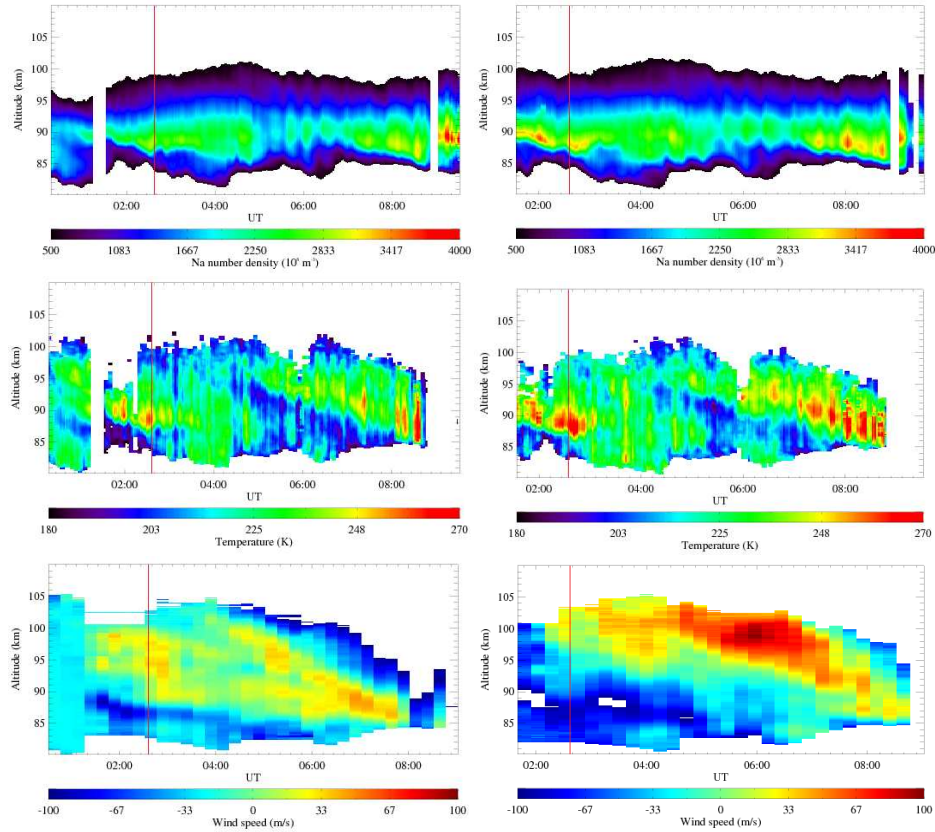 105
100
95
90
85
Altitude (km)
02:00 04:00 06:00 08:00
UT
500 1083 1667 2250 2833 3417 4000
Na number density (10⁶ m⁻³)
105
100
95
90
85
Altitude (km)
02:00 04:00 06:00 08:00
UT
500 1083 1667 2250 2833 3417 4000
Na number density (10⁶ m⁻³)
105
100
95
90
85
Altitude (km)
02:00 04:00 06:00 08:00
UT
180 203 225 248 270
Temperature (K)
105
100
95
90
85
Altitude (km)
02:00 04:00 06:00 08:00
UT
180 203 225 248 270
Temperature (K)
105
100
95
90
85
Altitude (km)
02:00 04:00 06:00 08:00
UT
-100 -67 -33 0 33 67 100
Wind speed (m/s)
105
100
95
90
85
Altitude (km)
02:00 04:00 06:00 08:00
UT
-100 -67 -33 0 33 67 100
Wind speed (m/s)